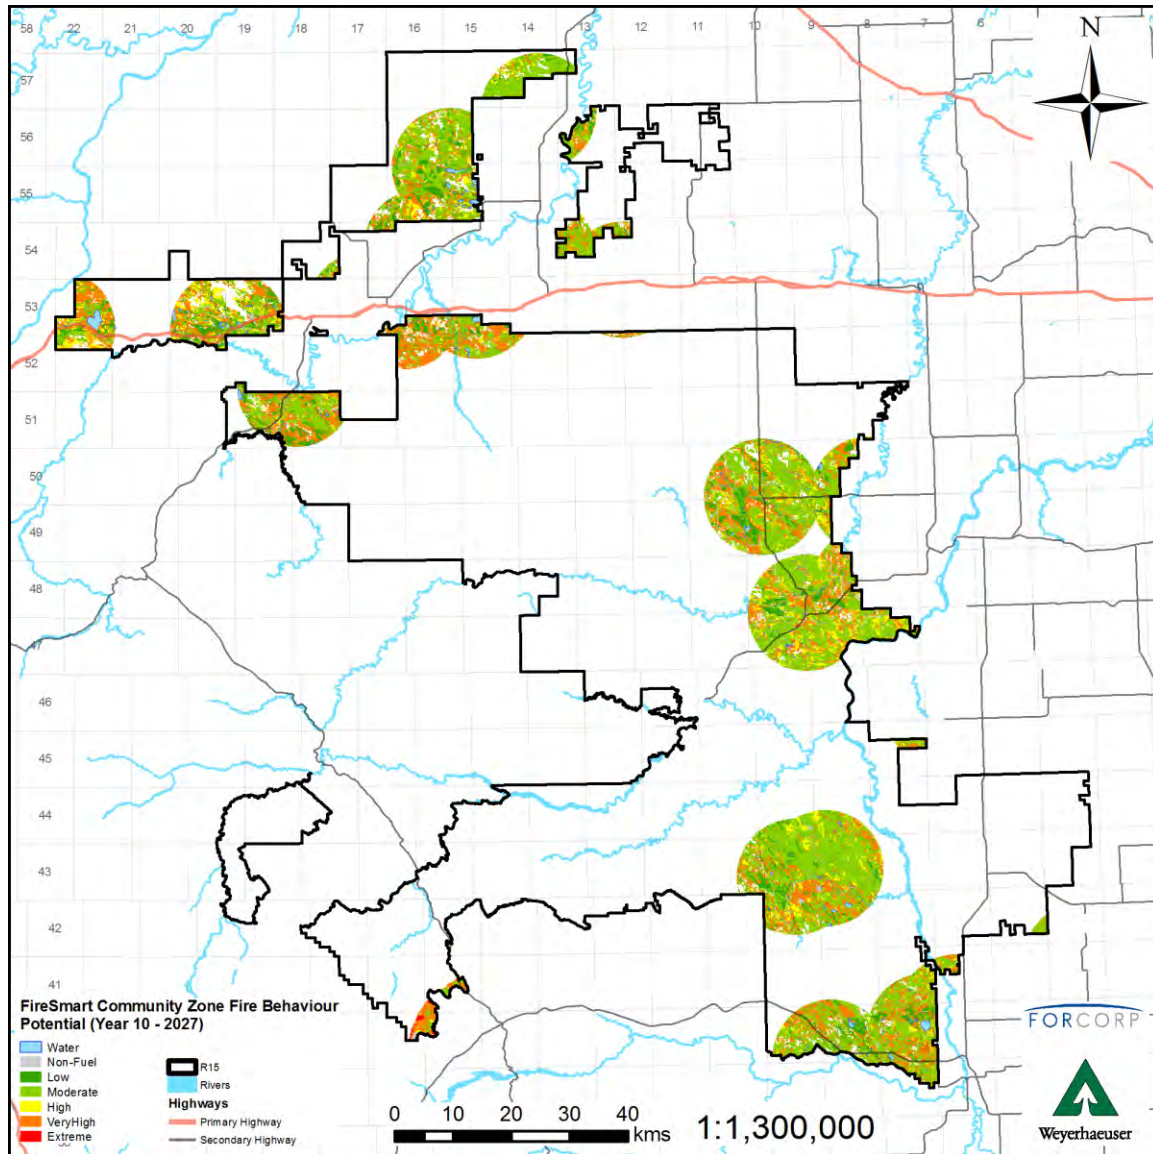 58 22 21 20 19 18 17 16 15 14 13 12 11 10 9 8 7 6
N
57
56
55
54
53
52
51
50
49
48
47
46
45
44
43
42
41
FireSmart Community Zone Fire Behaviour
Potential (Year 10 - 2027)
Water
Non-Fuel
Low
Moderate
High
VeryHigh
Extreme
R15
Rivers
Highways
Primary Highway
Secondary Highway
0 10 20 30 40
kms
1:1,300,000
FORCORP
Weyerhaeuser